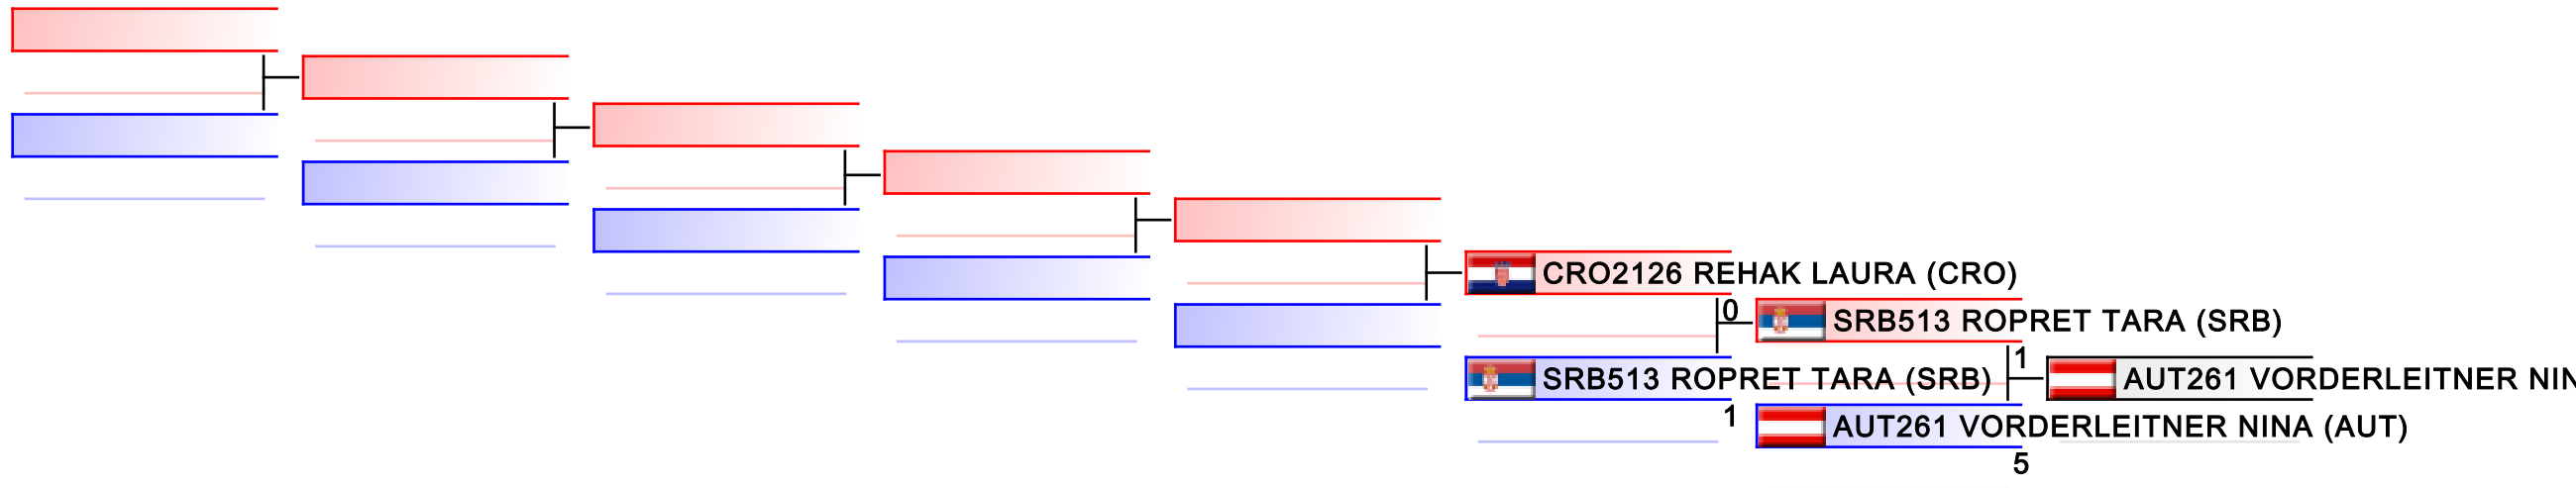 CRO2126 REHAK LAURA (CRO)
0
SRB513 ROPRET TARA (SRB)
1
SRB513 ROPRET TARA (SRB)
1
AUT261 VORDERLEITNER NINA (AUT)
5
AUT261 VORDERLEITNER NIN